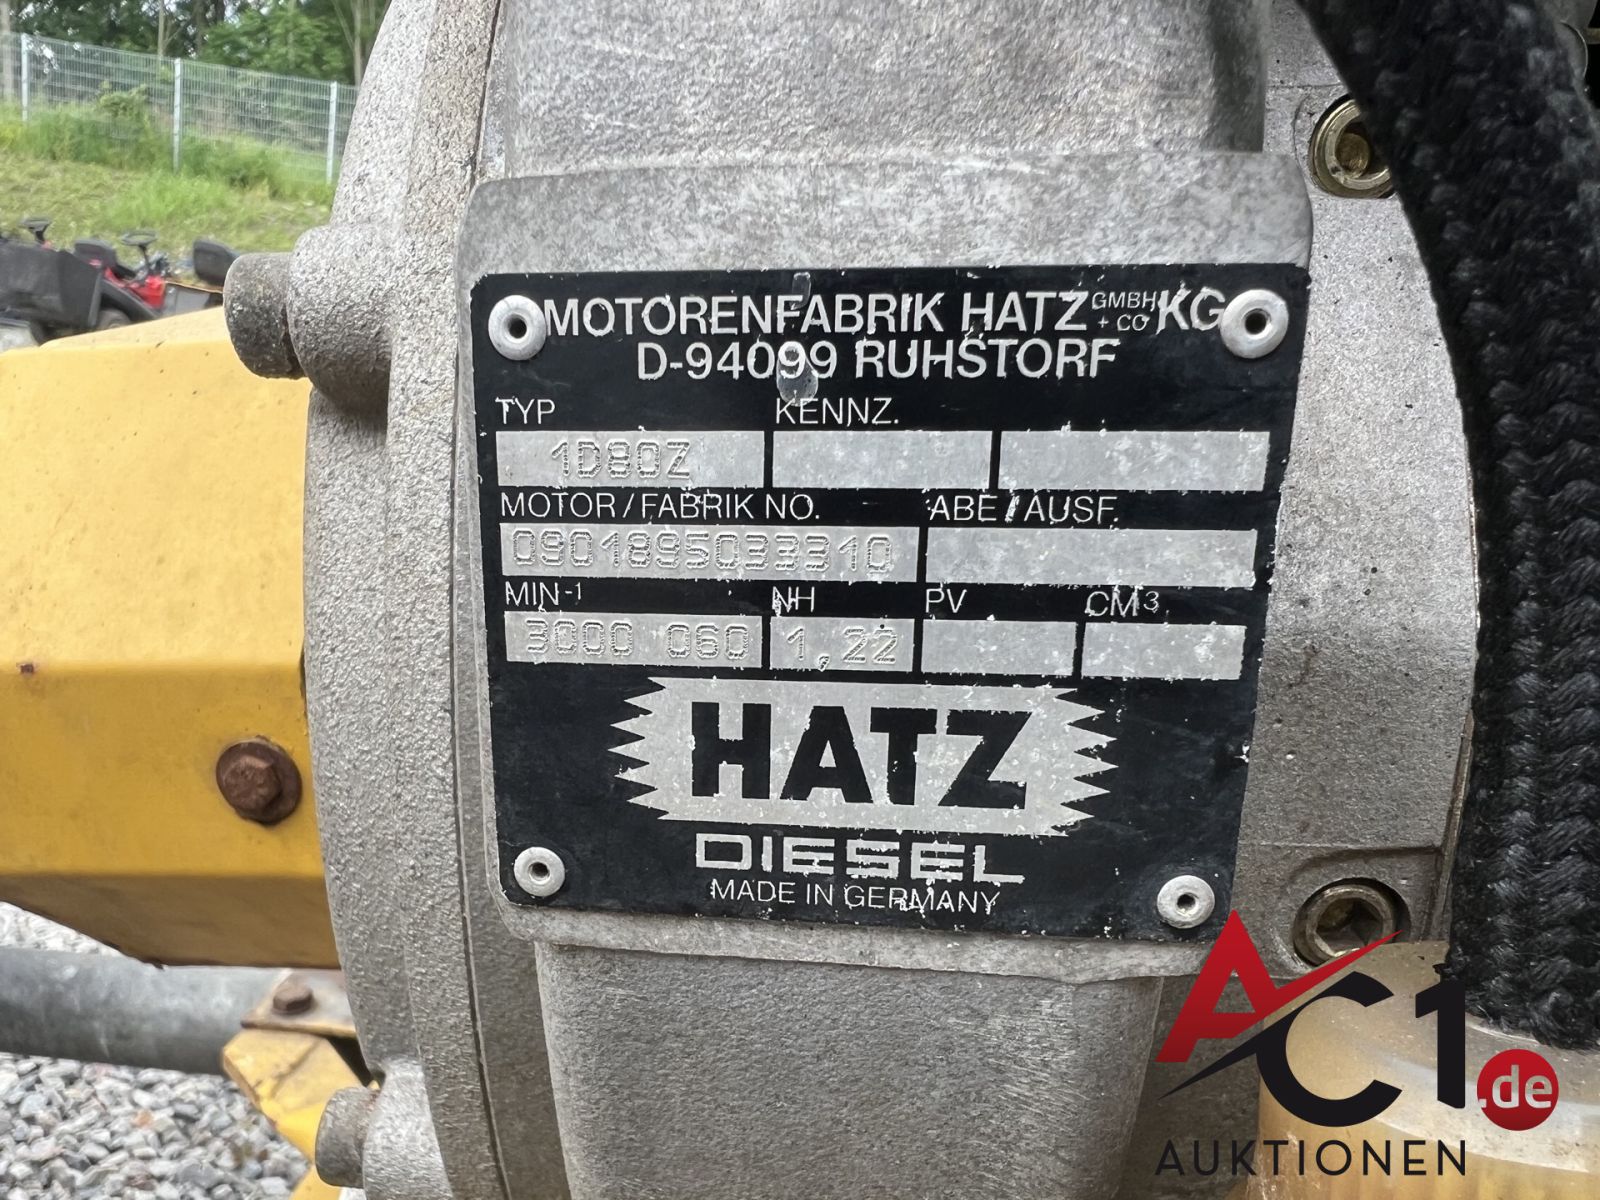 MOTORENFABRIK HATZ GMBH + CO KG
D-94099 RUHSTORF
TYP KENNZ.
1D80Z
MOTOR/FABRIK NO. ABE/AUSF.
0901895033310
MIN-1 NH PV CM3
3000 060 1,22
HATZ
DIESEL
MADE IN GERMANY
AC1.de
AUKTIONEN